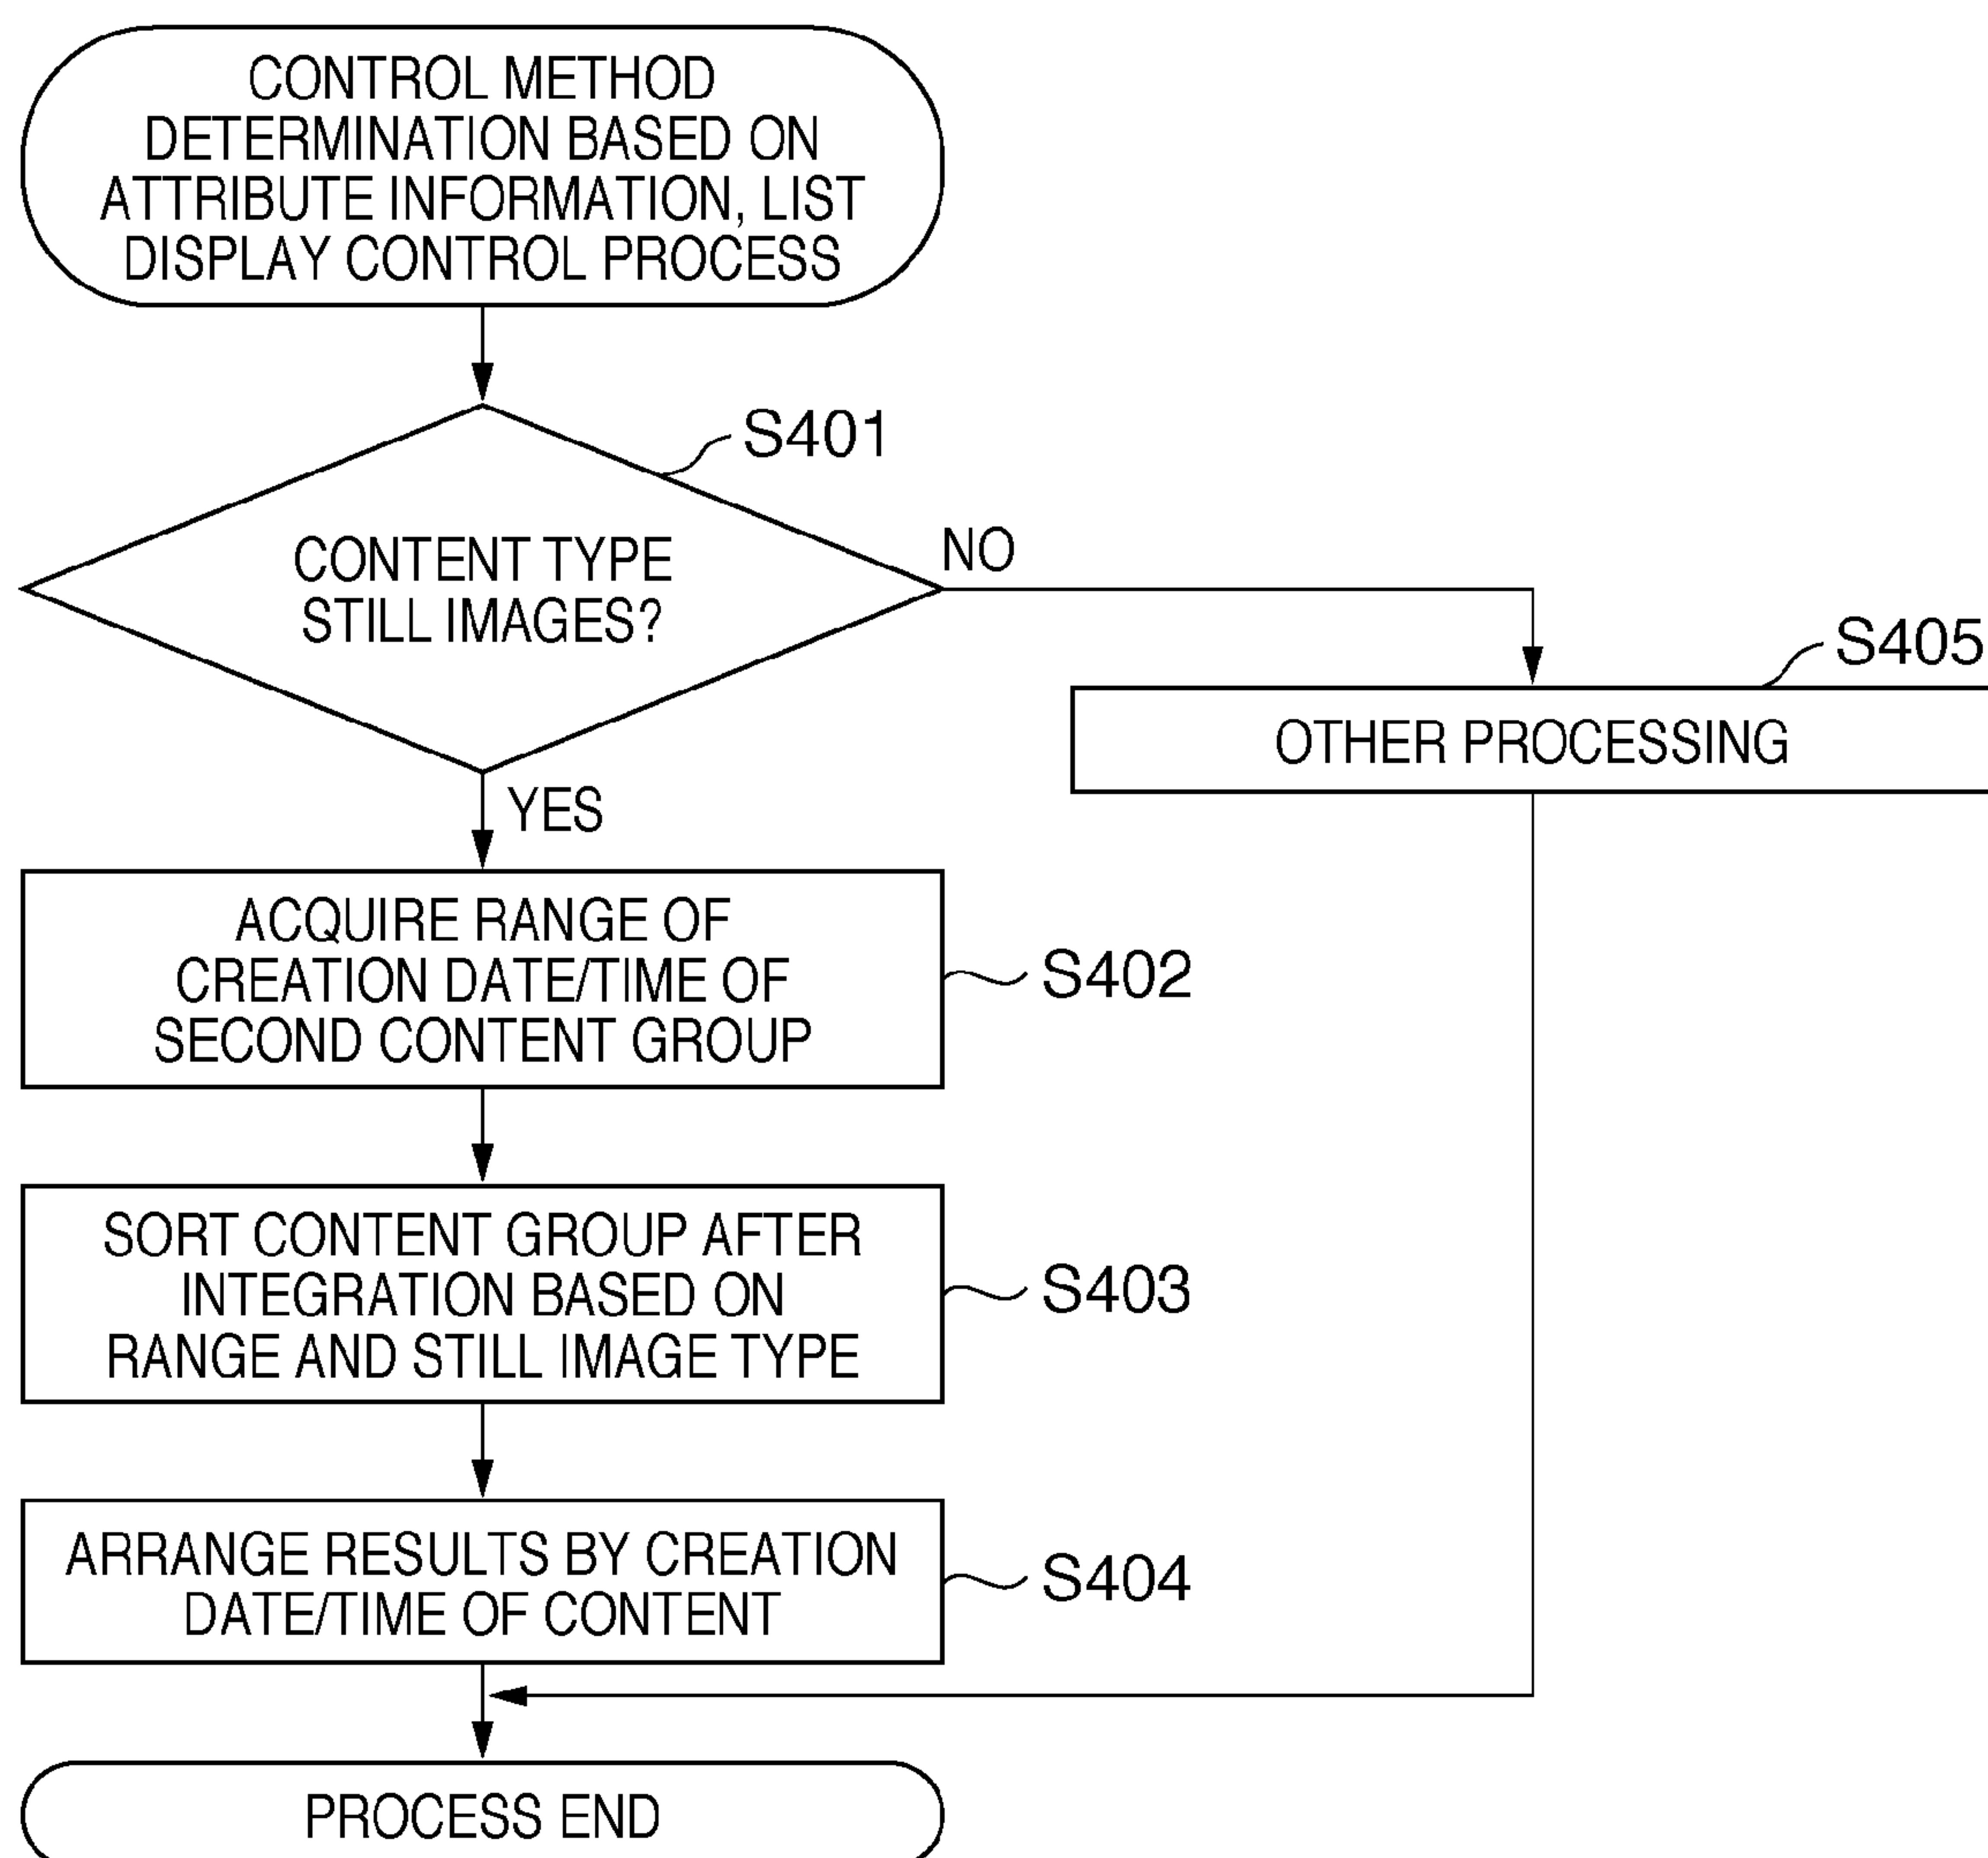 CONTROL METHOD
DETERMINATION BASED ON
ATTRIBUTE INFORMATION, LIST
DISPLAY CONTROL PROCESS
S401
CONTENT TYPE
STILL IMAGES?
NO
S405
OTHER PROCESSING
YES
ACQUIRE RANGE OF
CREATION DATE/TIME OF
SECOND CONTENT GROUP
S402
SORT CONTENT GROUP AFTER
INTEGRATION BASED ON
RANGE AND STILL IMAGE TYPE
S403
ARRANGE RESULTS BY CREATION
DATE/TIME OF CONTENT
S404
PROCESS END